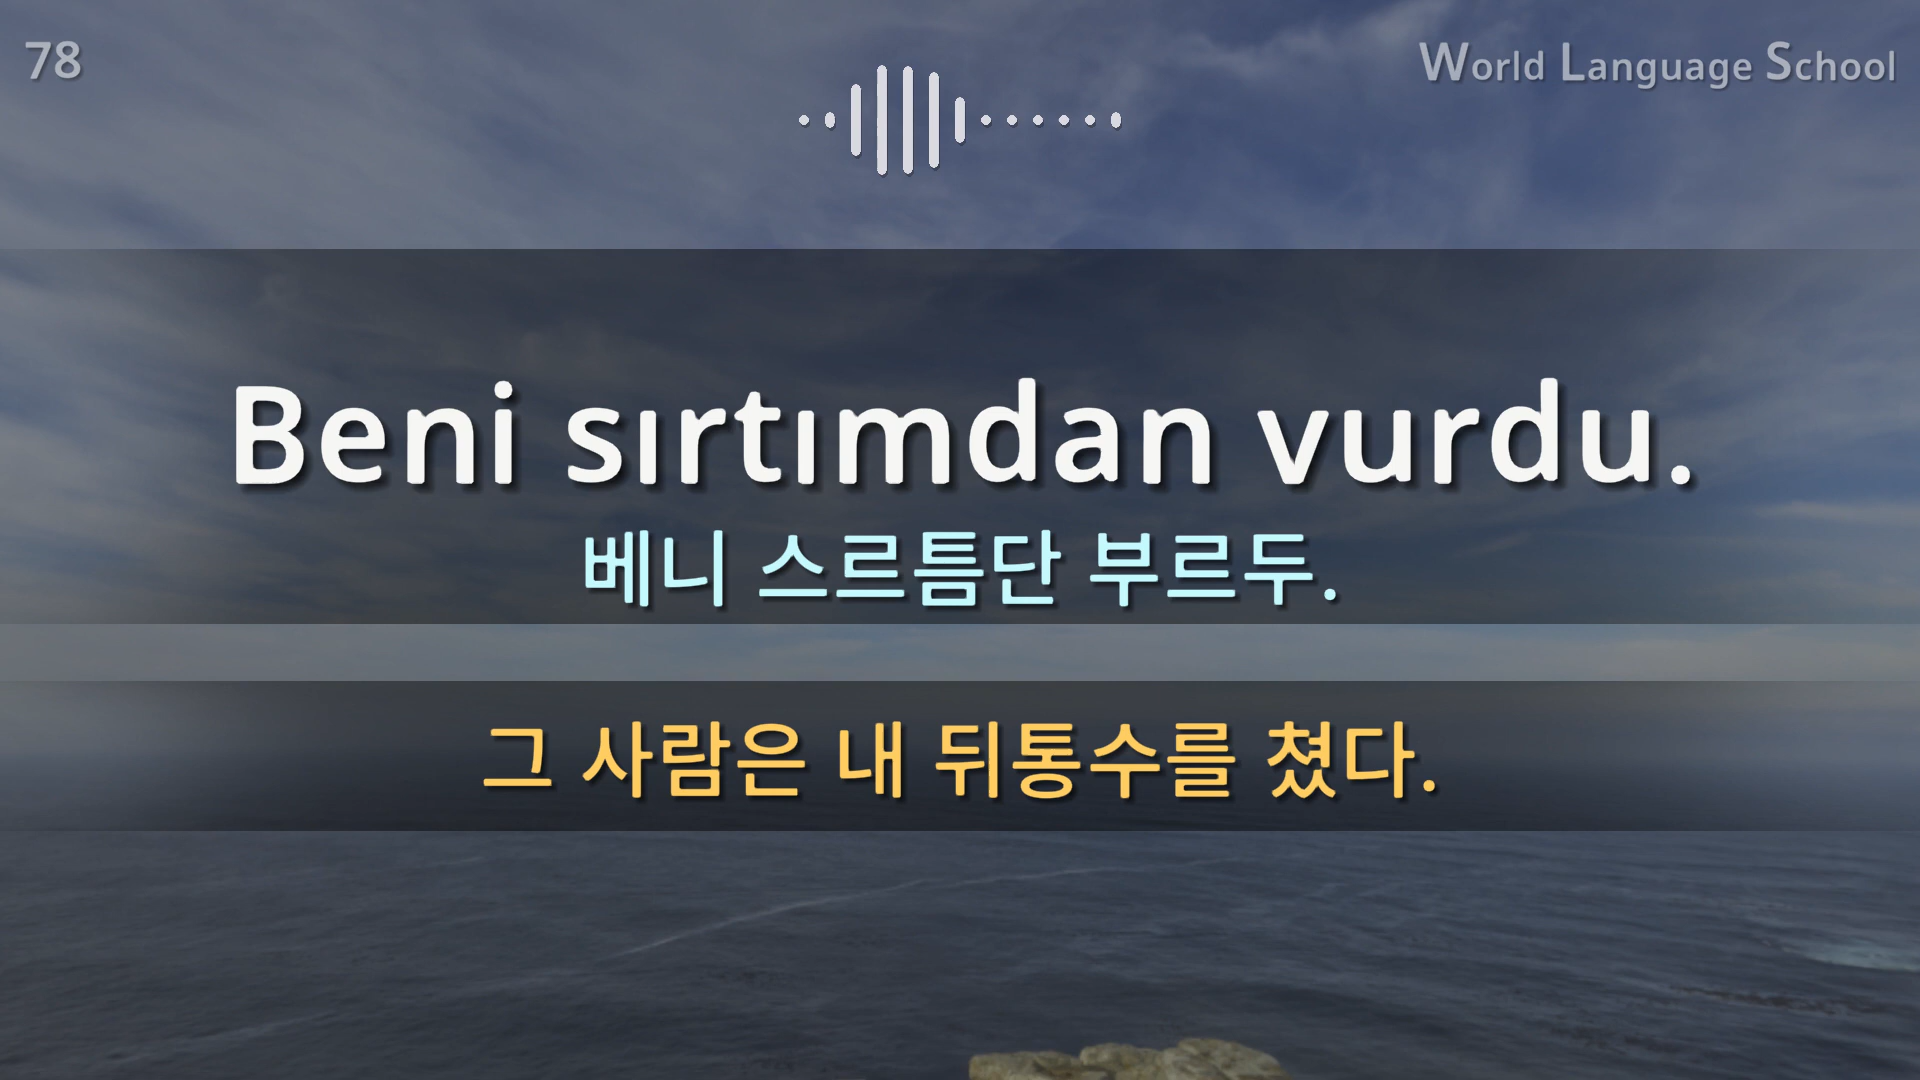 78
World Language School
Beni sırtımdan vurdu.
베니 스르틈단 부르두.
그 사람은 내 뒤통수를 쳤다.